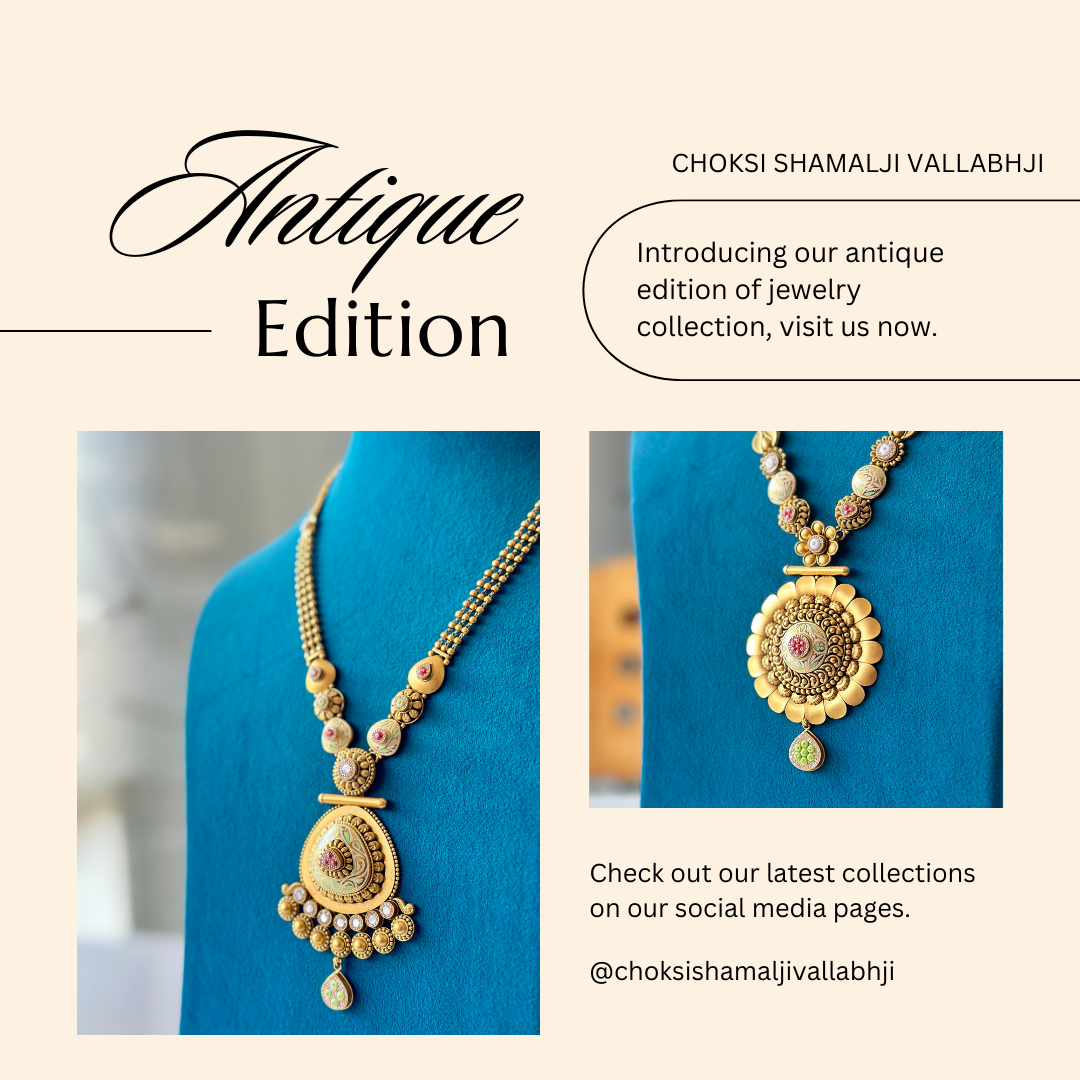 Antique
Edition
CHOKSI SHAMALJI VALLABHJI
Introducing our antique
edition of jewelry
collection, visit us now.
Check out our latest collections
on our social media pages.
@choksishamaljivallabhji